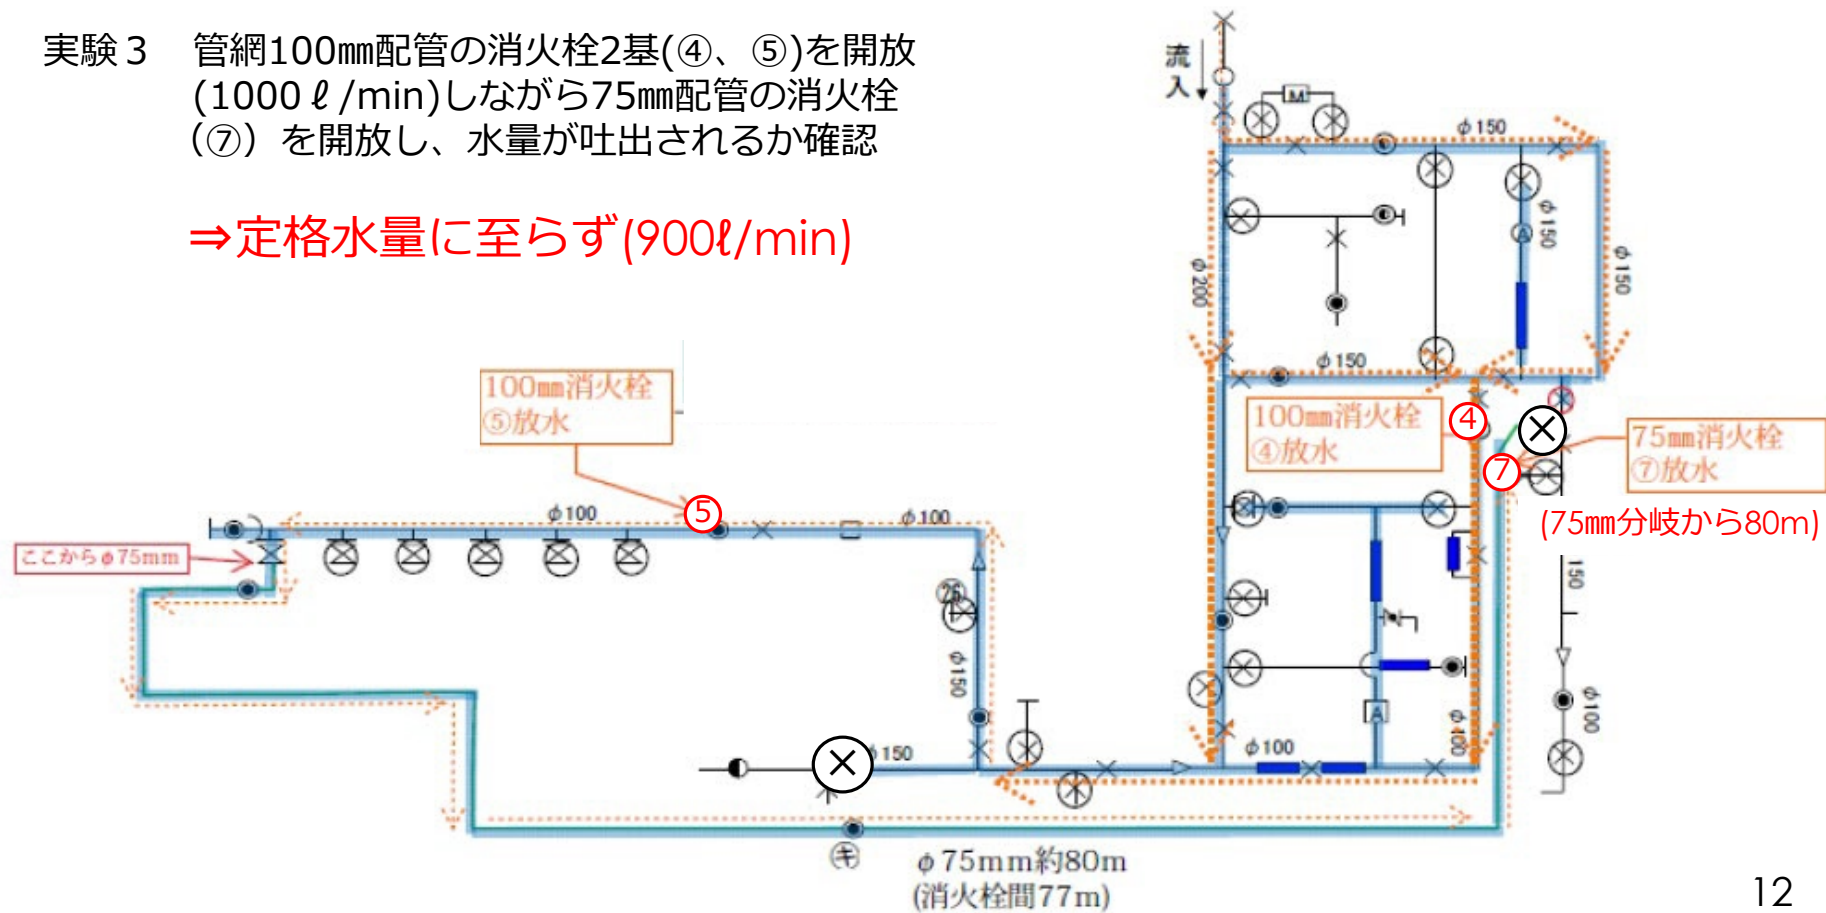 実験３　管網100㎜配管の消火栓2基(④、⑤)を開放
(1000ℓ/min)しながら75㎜配管の消火栓
（⑦）を開放し、水量が吐出されるか確認
⇒定格水量に至らず(900ℓ/min)
流入
M
φ150
φ150
A
φ200
φ150
φ150
100㎜消火栓
⑤放水
100㎜消火栓
④放水
④
75㎜消火栓
⑦放水
⑦
(75㎜分岐から80m)
φ100
⑤
φ100
ここからφ75mm
150
φ150
φ100
A
φ100
φ100
φ150
㋖
φ75mm約80m
(消火栓間77m)
12